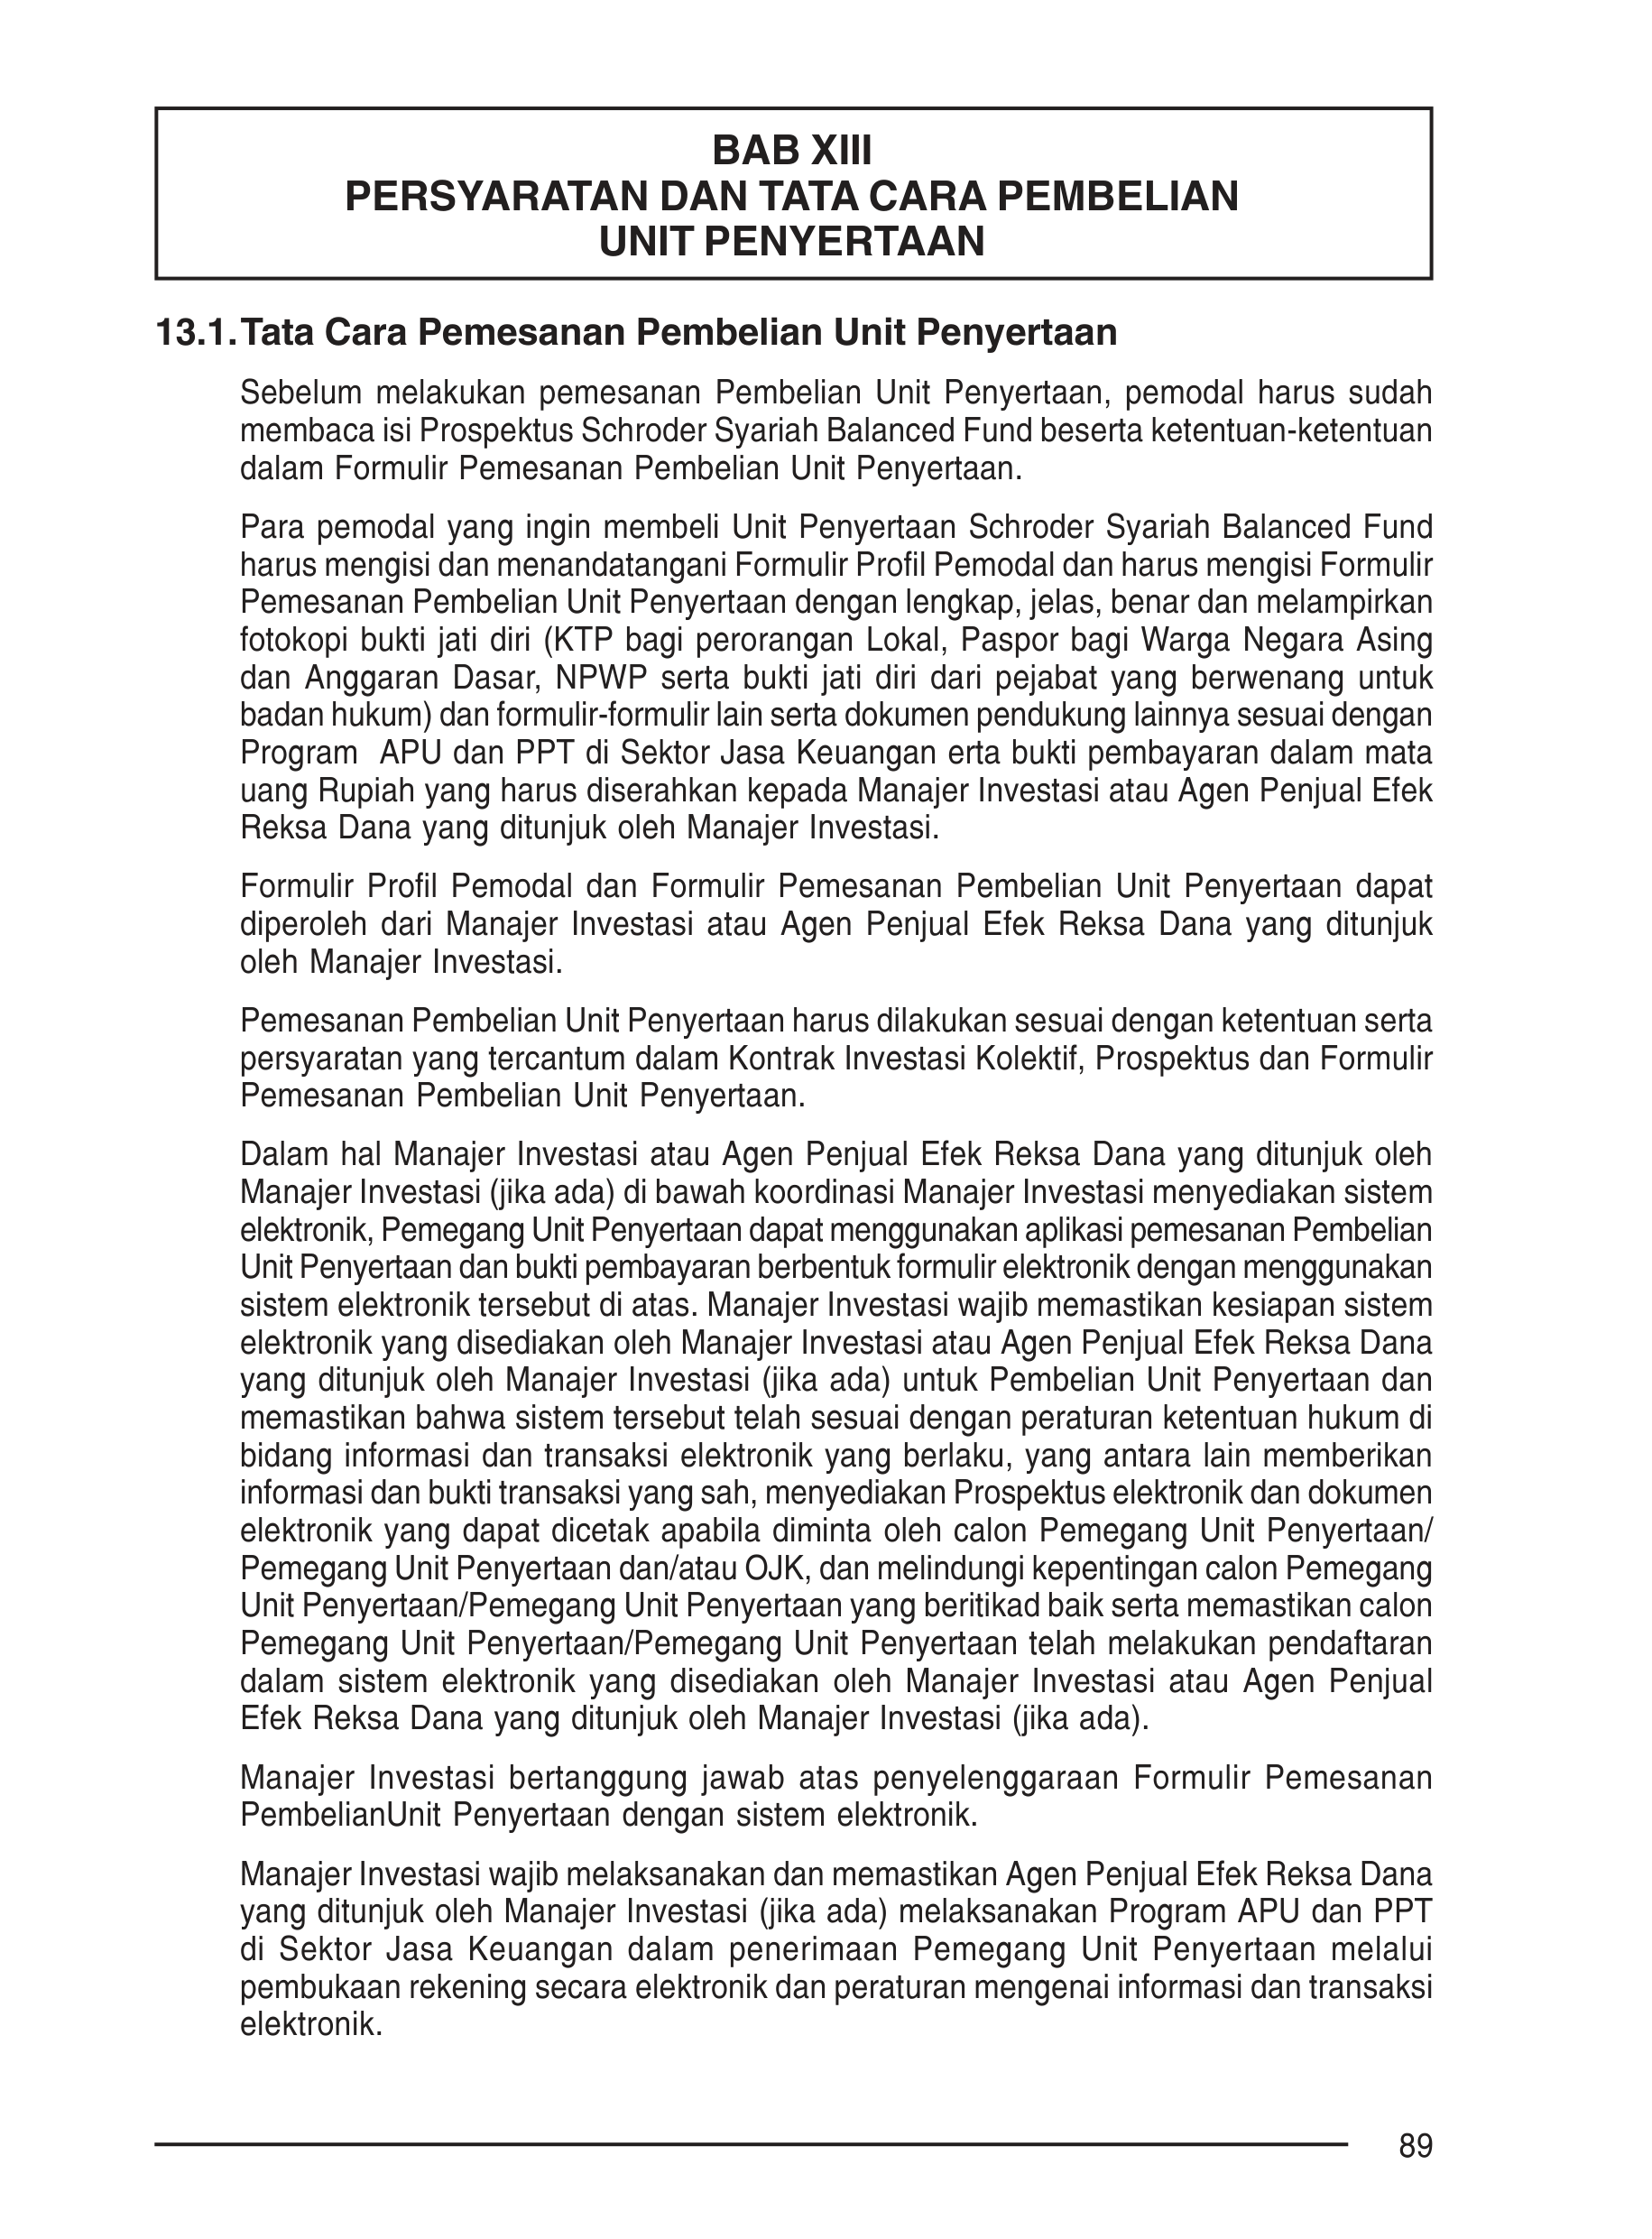 BAB XIII
PERSYARATAN DAN TATA CARA PEMBELIAN
UNIT PENYERTAAN
13.1. Tata Cara Pemesanan Pembelian Unit Penyertaan
Sebelum melakukan pemesanan Pembelian Unit Penyertaan, pemodal harus sudah
membaca isi Prospektus Schroder Syariah Balanced Fund beserta ketentuan-ketentuan
dalam Formulir Pemesanan Pembelian Unit Penyertaan.
Para pemodal yang ingin membeli Unit Penyertaan Schroder Syariah Balanced Fund
harus mengisi dan menandatangani Formulir Profil Pemodal dan harus mengisi Formulir
Pemesanan Pembelian Unit Penyertaan dengan lengkap, jelas, benar dan melampirkan
fotokopi bukti jati diri (KTP bagi perorangan Lokal, Paspor bagi Warga Negara Asing
dan Anggaran Dasar, NPWP serta bukti jati diri dari pejabat yang berwenang untuk
badan hukum) dan formulir-formulir lain serta dokumen pendukung lainnya sesuai dengan
Program APU dan PPT di Sektor Jasa Keuangan erta bukti pembayaran dalam mata
uang Rupiah yang harus diserahkan kepada Manajer Investasi atau Agen Penjual Efek
Reksa Dana yang ditunjuk oleh Manajer Investasi.
Formulir Profil Pemodal dan Formulir Pemesanan Pembelian Unit Penyertaan dapat
diperoleh dari Manajer Investasi atau Agen Penjual Efek Reksa Dana yang ditunjuk
oleh Manajer Investasi.
Pemesanan Pembelian Unit Penyertaan harus dilakukan sesuai dengan ketentuan serta
persyaratan yang tercantum dalam Kontrak Investasi Kolektif, Prospektus dan Formulir
Pemesanan Pembelian Unit Penyertaan.
Dalam hal Manajer Investasi atau Agen Penjual Efek Reksa Dana yang ditunjuk oleh
Manajer Investasi (jika ada) di bawah koordinasi Manajer Investasi menyediakan sistem
elektronik, Pemegang Unit Penyertaan dapat menggunakan aplikasi pemesanan Pembelian
Unit Penyertaan dan bukti pembayaran berbentuk formulir elektronik dengan menggunakan
sistem elektronik tersebut di atas. Manajer Investasi wajib memastikan kesiapan sistem
elektronik yang disediakan oleh Manajer Investasi atau Agen Penjual Efek Reksa Dana
yang ditunjuk oleh Manajer Investasi (jika ada) untuk Pembelian Unit Penyertaan dan
memastikan bahwa sistem tersebut telah sesuai dengan peraturan ketentuan hukum di
bidang informasi dan transaksi elektronik yang berlaku, yang antara lain memberikan
informasi dan bukti transaksi yang sah, menyediakan Prospektus elektronik dan dokumen
elektronik yang dapat dicetak apabila diminta oleh calon Pemegang Unit Penyertaan/
Pemegang Unit Penyertaan dan/atau OJK, dan melindungi kepentingan calon Pemegang
Unit Penyertaan/Pemegang Unit Penyertaan yang beritikad baik serta memastikan calon
Pemegang Unit Penyertaan/Pemegang Unit Penyertaan telah melakukan pendaftaran
dalam sistem elektronik yang disediakan oleh Manajer Investasi atau Agen Penjual
Efek Reksa Dana yang ditunjuk oleh Manajer Investasi (jika ada).
Manajer Investasi bertanggung jawab atas penyelenggaraan Formulir Pemesanan
PembelianUnit Penyertaan dengan sistem elektronik.
Manajer Investasi wajib melaksanakan dan memastikan Agen Penjual Efek Reksa Dana
yang ditunjuk oleh Manajer Investasi (jika ada) melaksanakan Program APU dan PPT
di Sektor Jasa Keuangan dalam penerimaan Pemegang Unit Penyertaan melalui
pembukaan rekening secara elektronik dan peraturan mengenai informasi dan transaksi
elektronik.
89